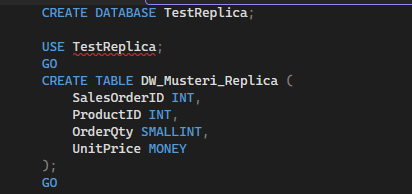 CREATE DATABASE TestReplica;
USE TestReplica;
GO
CREATE TABLE DW_Musteri_Replica (
SalesOrderID INT,
ProductID INT,
OrderQty SMALLINT,
UnitPrice MONEY
);
GO